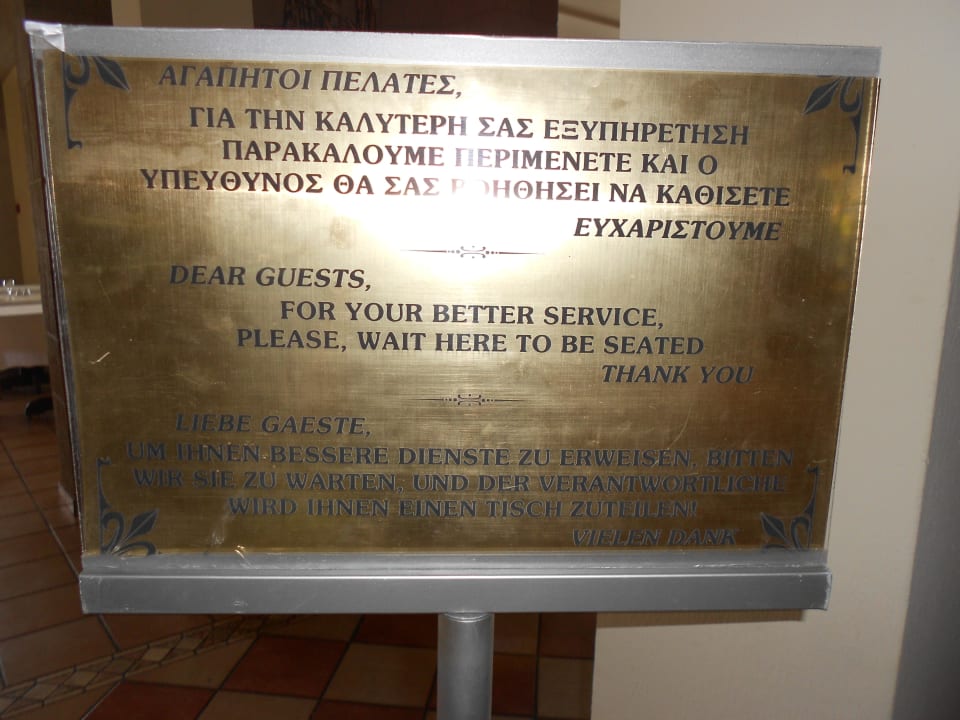 ΑΓΑΠΗΤΟΙ ΠΕΛΑΤΕΣ,
ΓΙΑ ΤΗΝ ΚΑΛΥΤΕΡΗ ΣΑΣ ΕΞΥΠΗΡΕΤΗΣΗ
ΠΑΡΑΚΑΛΟΥΜΕ ΠΕΡΙΜΕΝΕΤΕ ΚΑΙ Ο
ΥΠΕΥΘΥΝΟΣ ΘΑ ΣΑΣ ΒΟΗΘΗΣΕΙ ΝΑ ΚΑΘΙΣΕΤΕ
ΕΥΧΑΡΙΣΤΟΥΜΕ
DEAR GUESTS,
FOR YOUR BETTER SERVICE,
PLEASE, WAIT HERE TO BE SEATED
THANK YOU
LIEBE GAESTE,
UM IHNEN BESSERE DIENSTE ZU ERWEISEN, BITTEN
WIR SIE ZU WARTEN, UND DER VERANTWORTLICHE
WIRD IHNEN EINEN TISCH ZUTEILEN!
VIELEN DANK